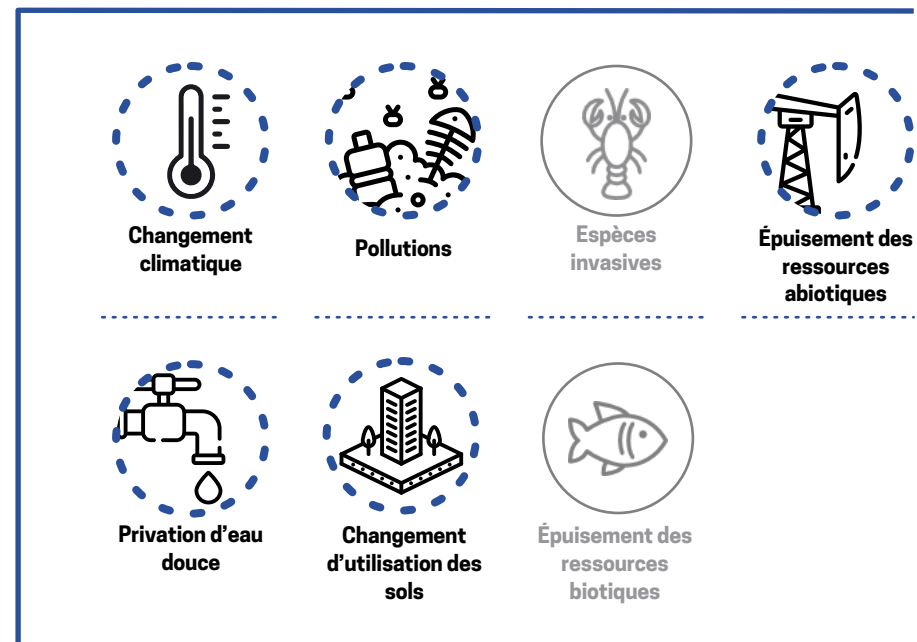 Changement
climatique
Pollutions
Espèces
invasives
Épuisement des
ressources
abiotiques
Privation d'eau
douce
Changement
d'utilisation des
sols
Épuisement des
ressources
biotiques